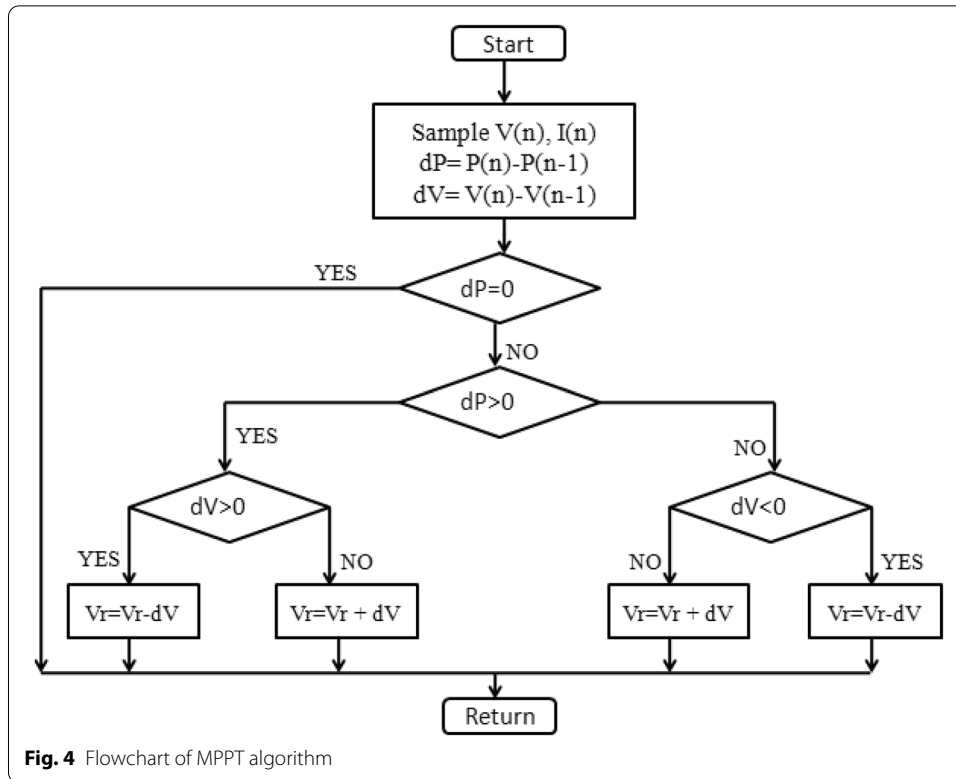 Start
Sample V(n), I(n)
dP= P(n)-P(n-1)
dV= V(n)-V(n-1)
YES
dP=0
NO
dP>0
YES
NO
dV>0
dV<0
YES
NO
NO
YES
Vr=Vr-dV
Vr=Vr + dV
Vr=Vr + dV
Vr=Vr-dV
Return
Fig. 4 Flowchart of MPPT algorithm